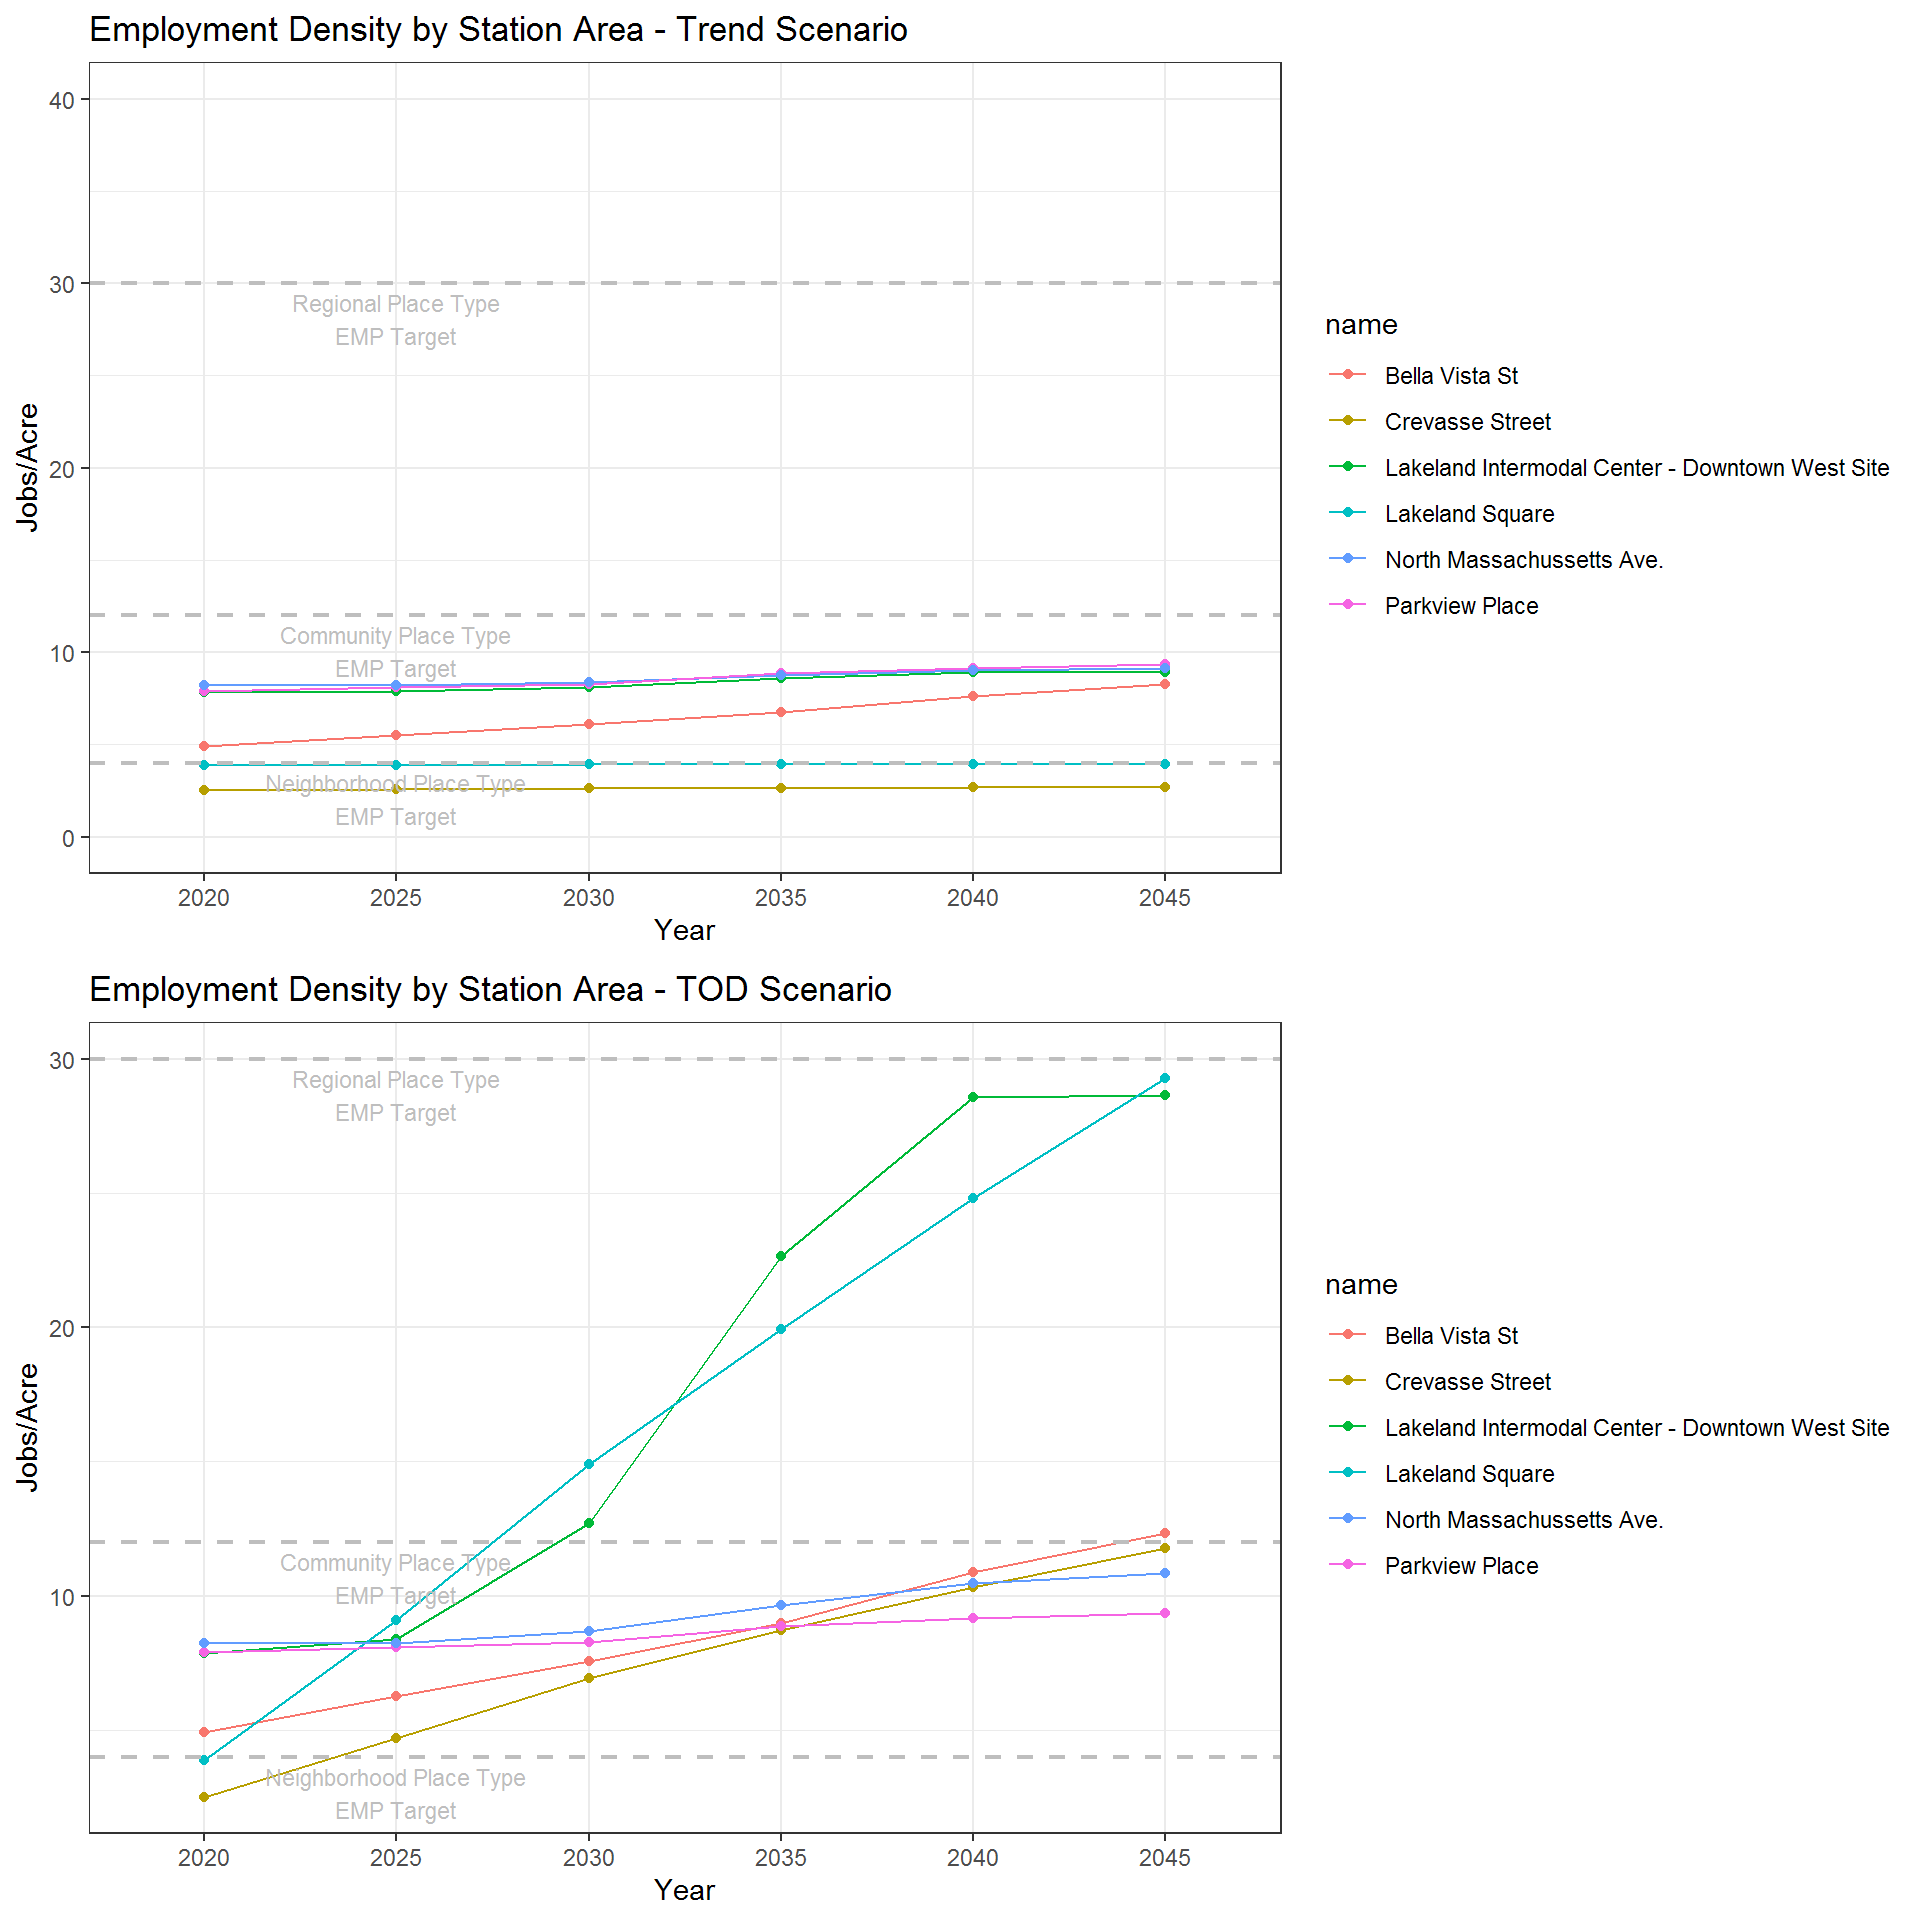 Employment Density by Station Area - Trend Scenario
40
30
20
10
0
Jobs/Acre
Regional Place Type
EMP Target
Community Place Type
EMP Target
Neighborhood Place Type
EMP Target
2020 2025 2030 2035 2040 2045
Year
name
Bella Vista St
Crevasse Street
Lakeland Intermodal Center - Downtown West Site
Lakeland Square
North Massachussetts Ave.
Parkview Place
Employment Density by Station Area - TOD Scenario
30
20
10
Jobs/Acre
Regional Place Type
EMP Target
Community Place Type
EMP Target
Neighborhood Place Type
EMP Target
2020 2025 2030 2035 2040 2045
Year
name
Bella Vista St
Crevasse Street
Lakeland Intermodal Center - Downtown West Site
Lakeland Square
North Massachussetts Ave.
Parkview Place